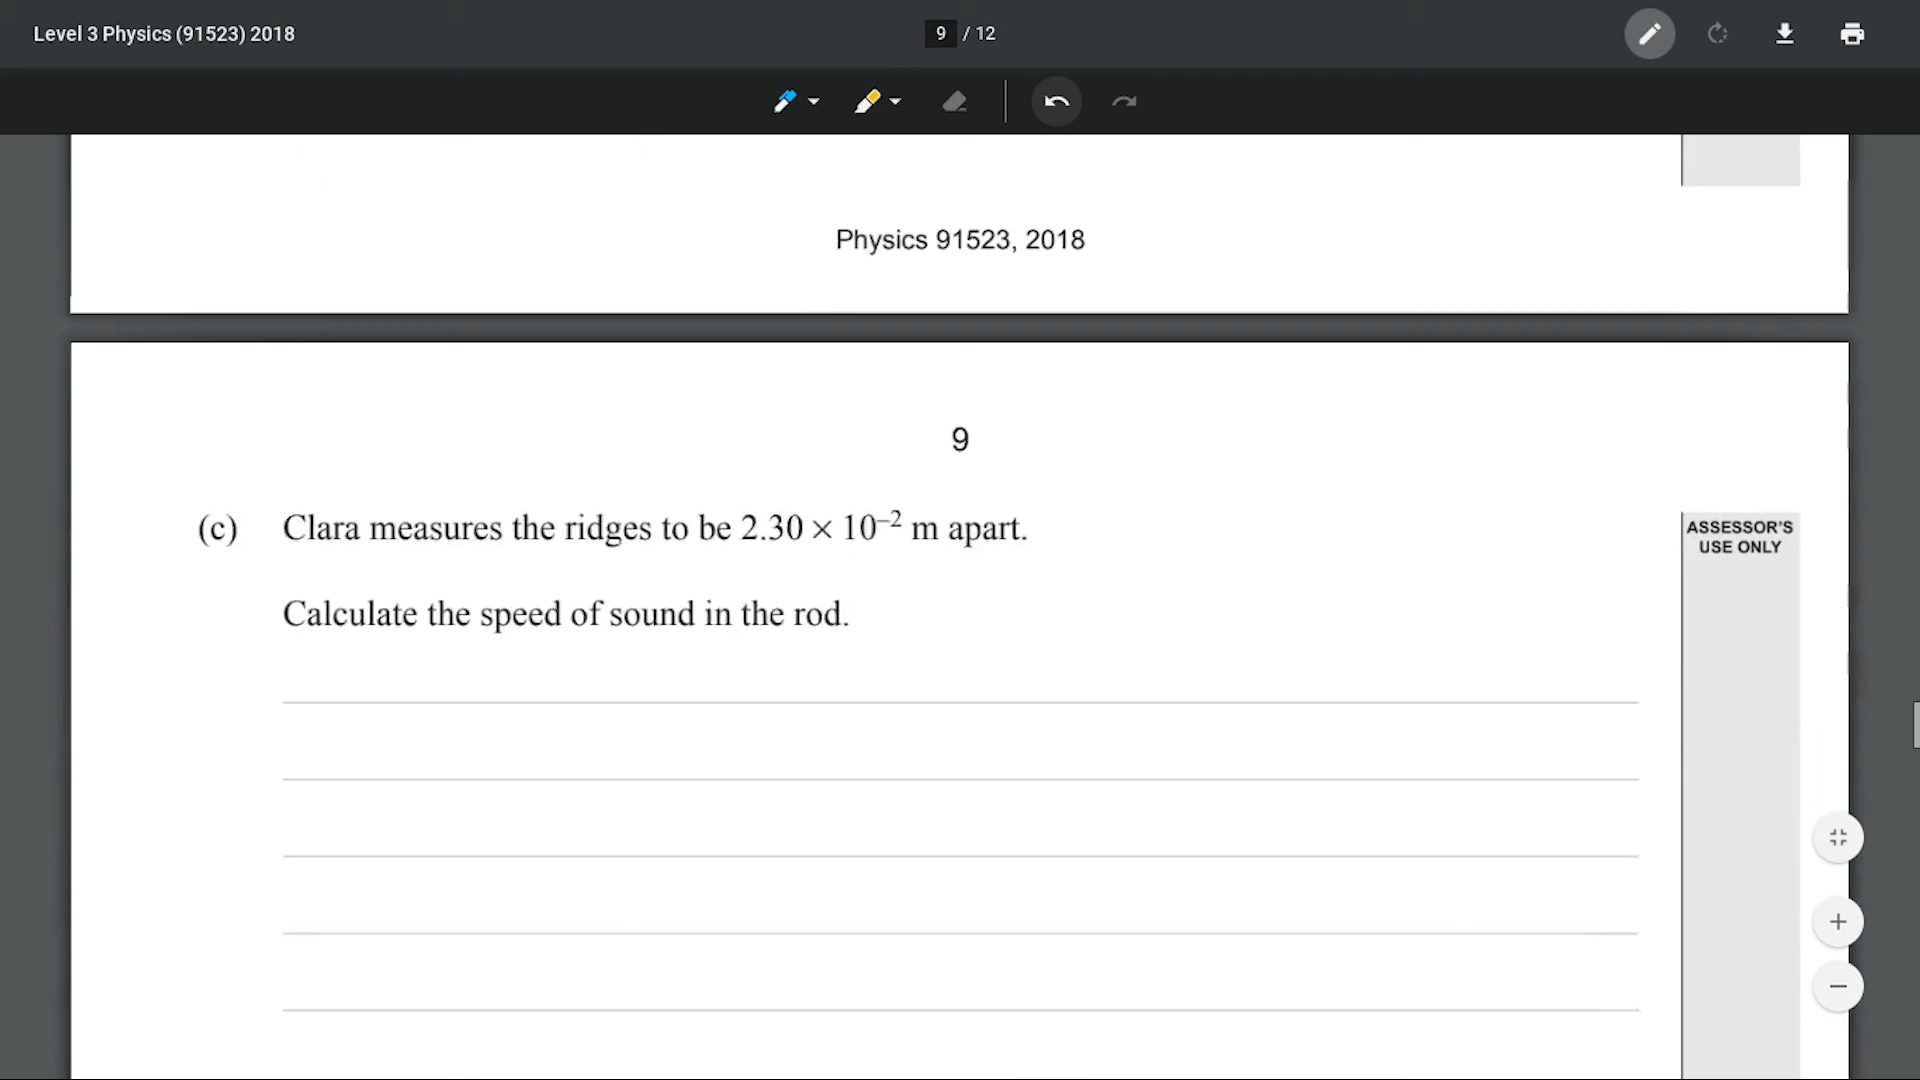 Level 3 Physics (91523) 2018
9 / 12
Physics 91523, 2018
9
(c) Clara measures the ridges to be 2.30 × 10⁻² m apart.
ASSESSOR'S
USE ONLY
Calculate the speed of sound in the rod.